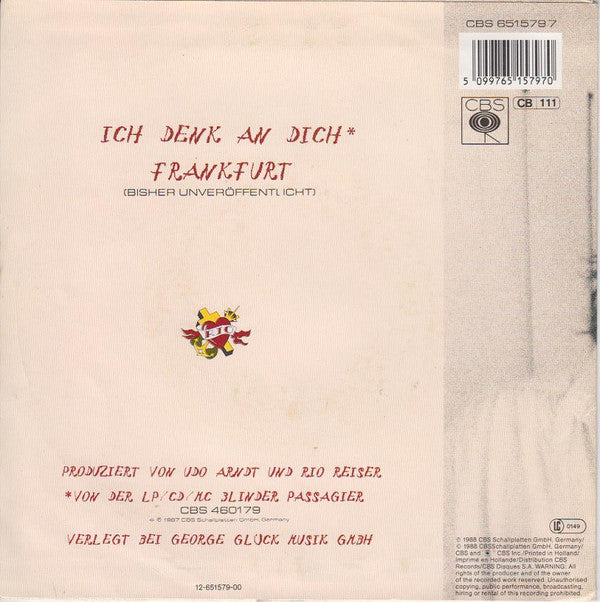 CBS 651579 7
5 099765 157970
CBS
CB 111
ICH DENK AN DICH*
FRANKFURT
(BISHER UNVERÖFFENTLICHT)
RIO
PRODUZIERT VON UDO ARNDT UND RIO REISER
*VON DER LP/CD/MC BLINDER PASSAGIER
CBS 460179
℗ © 1987 CBS Schallplatten GmbH, Germany
VERLEGT BEI GEORGE GLUCK MUSIK GMBH
12-651579-00
LC 0149
℗ 1988 CBS Schallplatten GmbH, Germany/
© 1988 CBSSchallplatten GmbH, Germany/
CBS and CBS Inc./Printed in Holland/
Imprimé en Hollande/Distribution CBS
Records/CBS Disques S.A. WARNING: All
rights of the producer and of the owner
of the recorded work reserved. Unauthorised
copying, public performance, broadcasting,
hiring or rental of this recording prohibited.